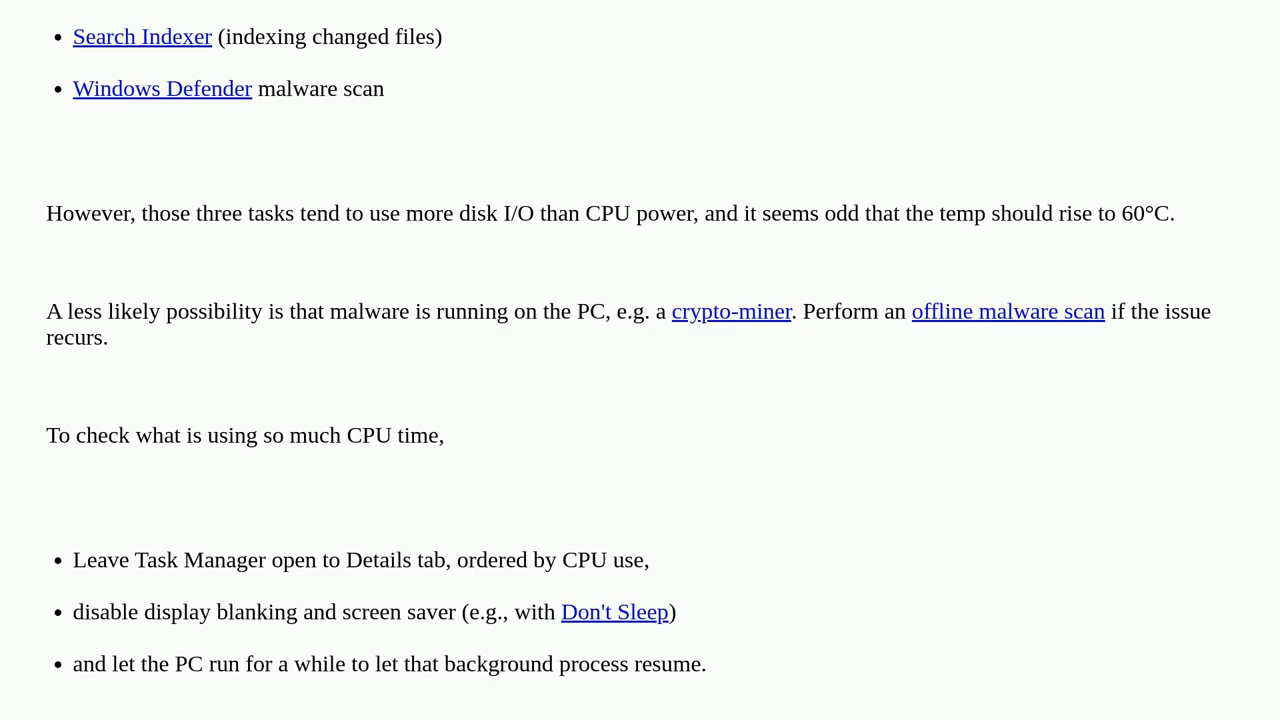 Search Indexer (indexing changed files)
Windows Defender malware scan
However, those three tasks tend to use more disk I/O than CPU power, and it seems odd that the temp should rise to 60°C.
A less likely possibility is that malware is running on the PC, e.g. a crypto-miner. Perform an offline malware scan if the issue
recurs.
To check what is using so much CPU time,
Leave Task Manager open to Details tab, ordered by CPU use,
disable display blanking and screen saver (e.g., with Don't Sleep)
and let the PC run for a while to let that background process resume.